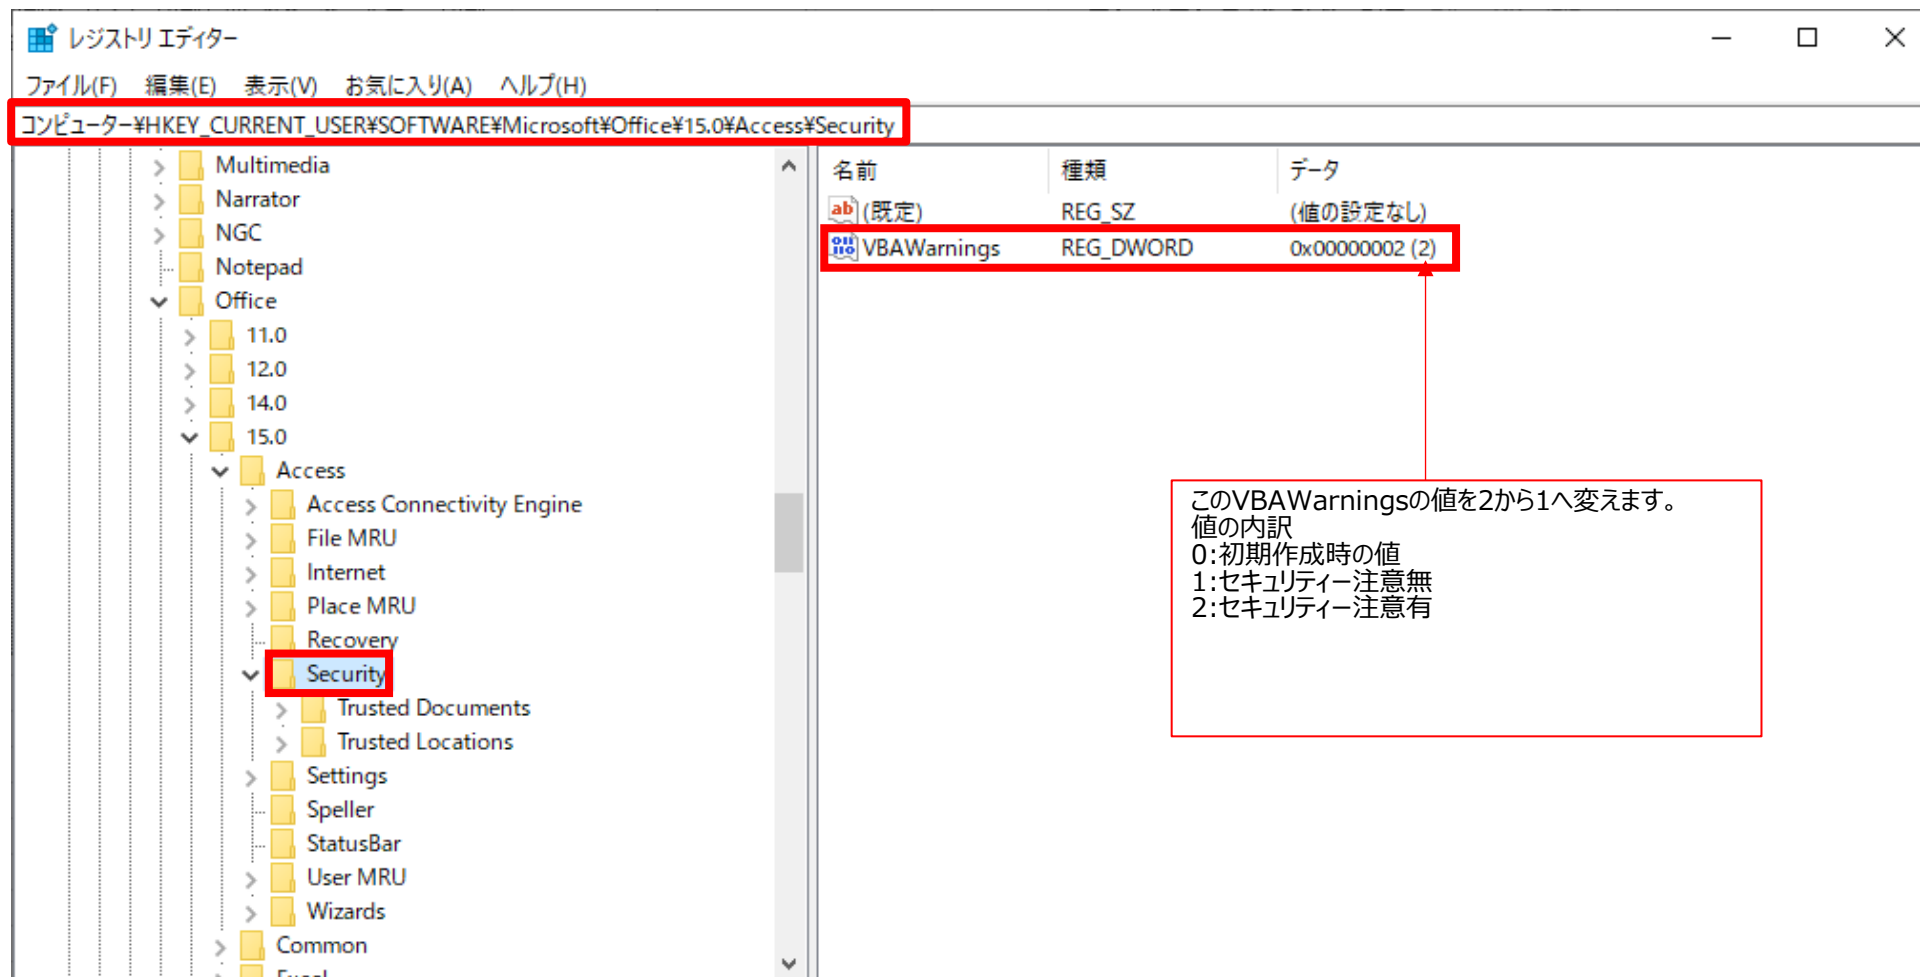 レジストリ エディター
ファイル(F) 編集(E) 表示(V) お気に入り(A) ヘルプ(H)
コンピューター¥HKEY_CURRENT_USER¥SOFTWARE¥Microsoft¥Office¥15.0¥Access¥Security
Multimedia
Narrator
NGC
Notepad
Office
11.0
12.0
14.0
15.0
Access
Access Connectivity Engine
File MRU
Internet
Place MRU
Recovery
Security
Trusted Documents
Trusted Locations
Settings
Speller
StatusBar
User MRU
Wizards
Common
名前 種類 データ
ab (既定) REG_SZ (値の設定なし)
VBAWarnings REG_DWORD 0x00000002 (2)
このVBAWarningsの値を2から1へ変えます。
値の内訳
0:初期作成時の値
1:セキュリティー注意無
2:セキュリティー注意有